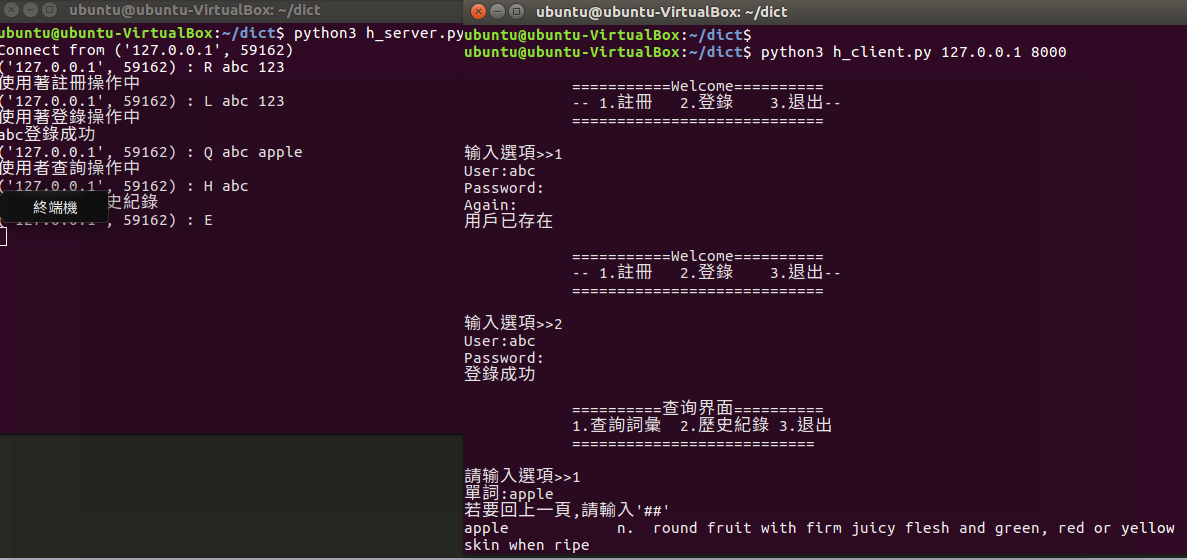 ubuntu@ubuntu-VirtualBox: ~/dict
ubuntu@ubuntu-VirtualBox:~/dict$ python3 h_server.py
Connect from ('127.0.0.1', 59162)
('127.0.0.1', 59162) : R abc 123
使用著註冊操作中
('127.0.0.1', 59162) : L abc 123
使用著登錄操作中
abc登錄成功
('127.0.0.1', 59162) : Q abc apple
使用者查詢操作中
('127.0.0.1', 59162) : H abc
史紀錄
終端機
('127.0.0.1', 59162) : E
ubuntu@ubuntu-VirtualBox: ~/dict
ubuntu@ubuntu-VirtualBox:~/dict$
ubuntu@ubuntu-VirtualBox:~/dict$ python3 h_client.py 127.0.0.1 8000
===========Welcome==========
-- 1.註冊 2.登錄 3.退出--
============================
输入選項>>1
User:abc
Password:
Again:
用戶已存在
===========Welcome==========
-- 1.註冊 2.登錄 3.退出--
============================
输入選項>>2
User:abc
Password:
登錄成功
==========查询界面==========
1.查詢詞彙 2.歷史紀錄 3.退出
===========================
請输入選項>>1
單詞:apple
若要回上一頁,請輸入'##'
apple n. round fruit with firm juicy flesh and green, red or yellow
skin when ripe